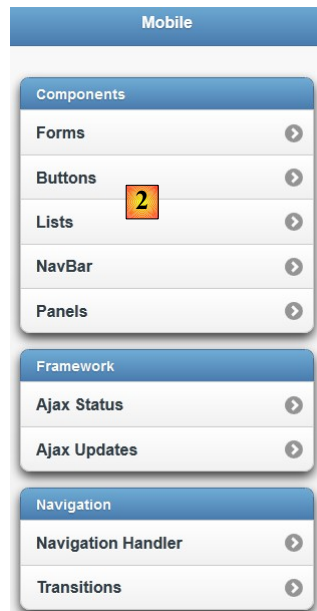 Mobile
Components
Forms
Buttons
2
Lists
NavBar
Panels
Framework
Ajax Status
Ajax Updates
Navigation
Navigation Handler
Transitions